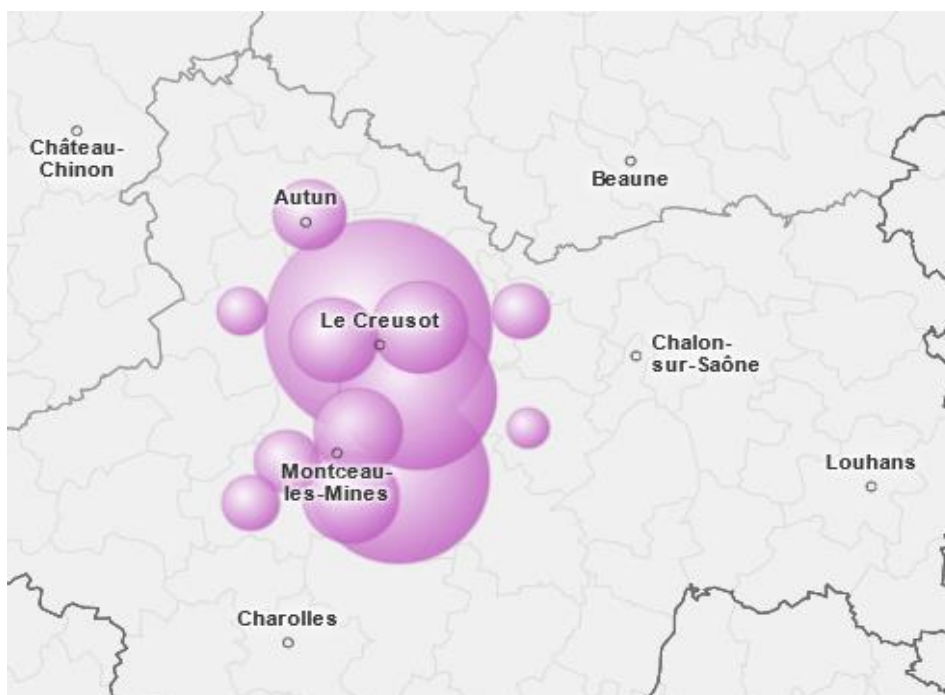 Château-
Chinon
Beaune
Autun
Le Creusot
Chalon-
sur-Saône
Louhans
Montceau-
les-Mines
Charolles